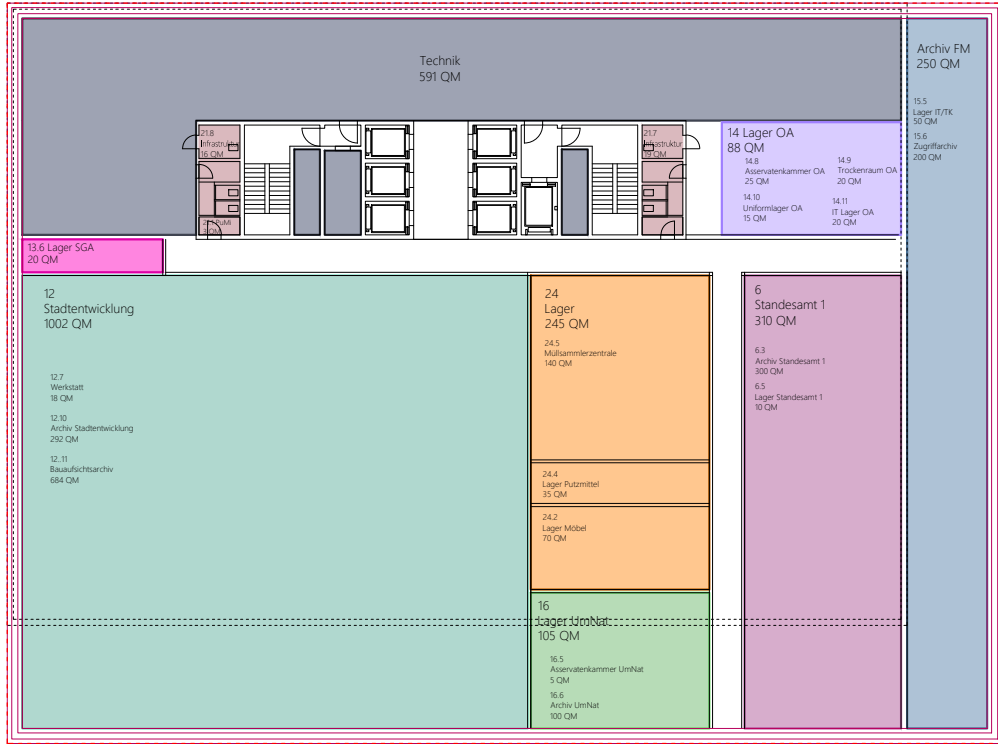 Technik
591 QM
Archiv FM
250 QM
15.5
Lager IT/TK
50 QM
15.6
Zugriffarchiv
200 QM
21.8
Infrastruktur
16 QM
PuMi
21.7
Infrastruktur
19 QM
14 Lager OA
88 QM
14.8
Asservatenkammer OA
25 QM
14.9
Trockenraum OA
20 QM
14.10
Uniformlager OA
15 QM
14.11
IT Lager OA
20 QM
13.6 Lager SGA
20 QM
12
Stadtentwicklung
1002 QM
12.7
Werkstatt
18 QM
12.10
Archiv Stadtentwicklung
292 QM
12..11
Bauaufsichtsarchiv
684 QM
24
Lager
245 QM
24.5
Müllsammlerzentrale
140 QM
24.4
Lager Putzmittel
35 QM
24.2
Lager Möbel
70 QM
16
Lager UmNat
105 QM
16.5
Asservatenkammer UmNat
5 QM
16.6
Archiv UmNat
100 QM
6
Standesamt 1
310 QM
6.3
Archiv Standesamt 1
300 QM
6.5
Lager Standesamt 1
10 QM